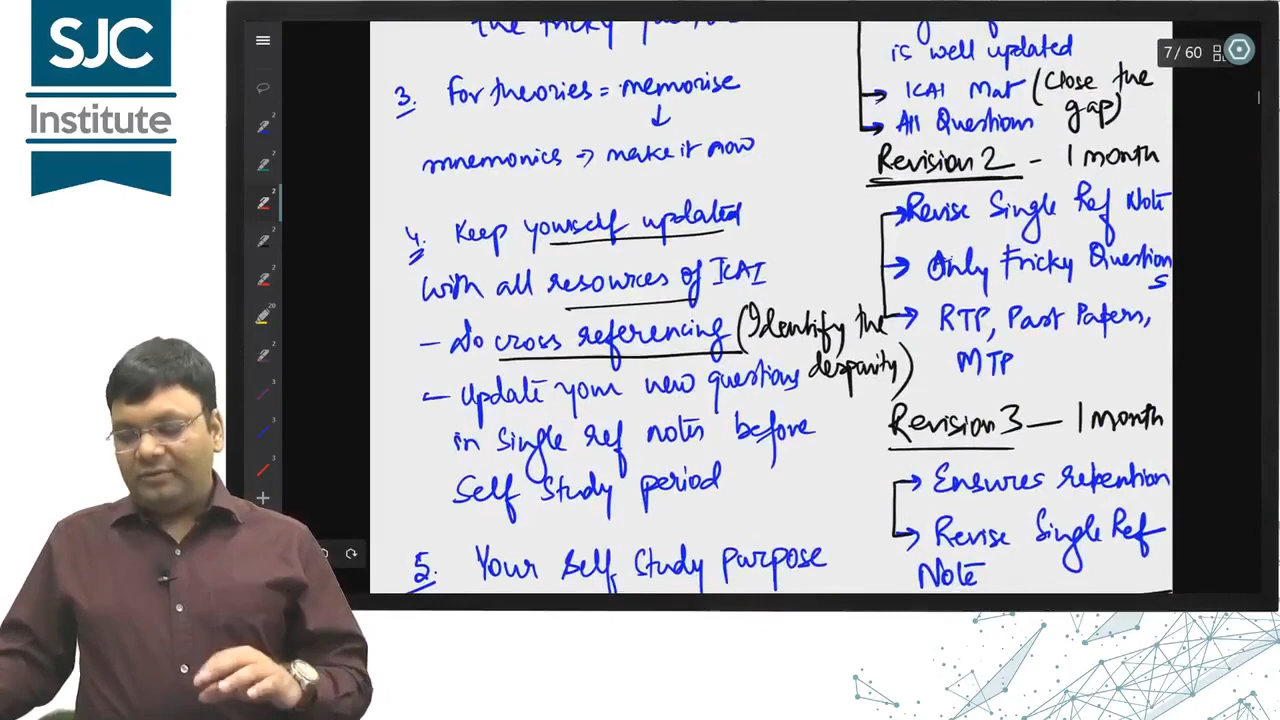 SJC
Institute
7 / 60
the tricky
3. For theories = memorise
↓
mnemonics → make it now
4. Keep yourself updated
with all resources of ICAI
- do cross referencing (Identify the
desparity)
- update your new questions
in single ref notes before
self study period
5. Your self study purpose
is well updated
→ ICAI Mat (Close the
gap)
→ All Questions
Revision 2 - 1 month
→ Revise Single Ref Note
→ Only Tricky Questions
→ RTP, Past Papers,
MTP
Revision 3 - 1 month
→ Ensures retention
→ Revise Single Ref
Note